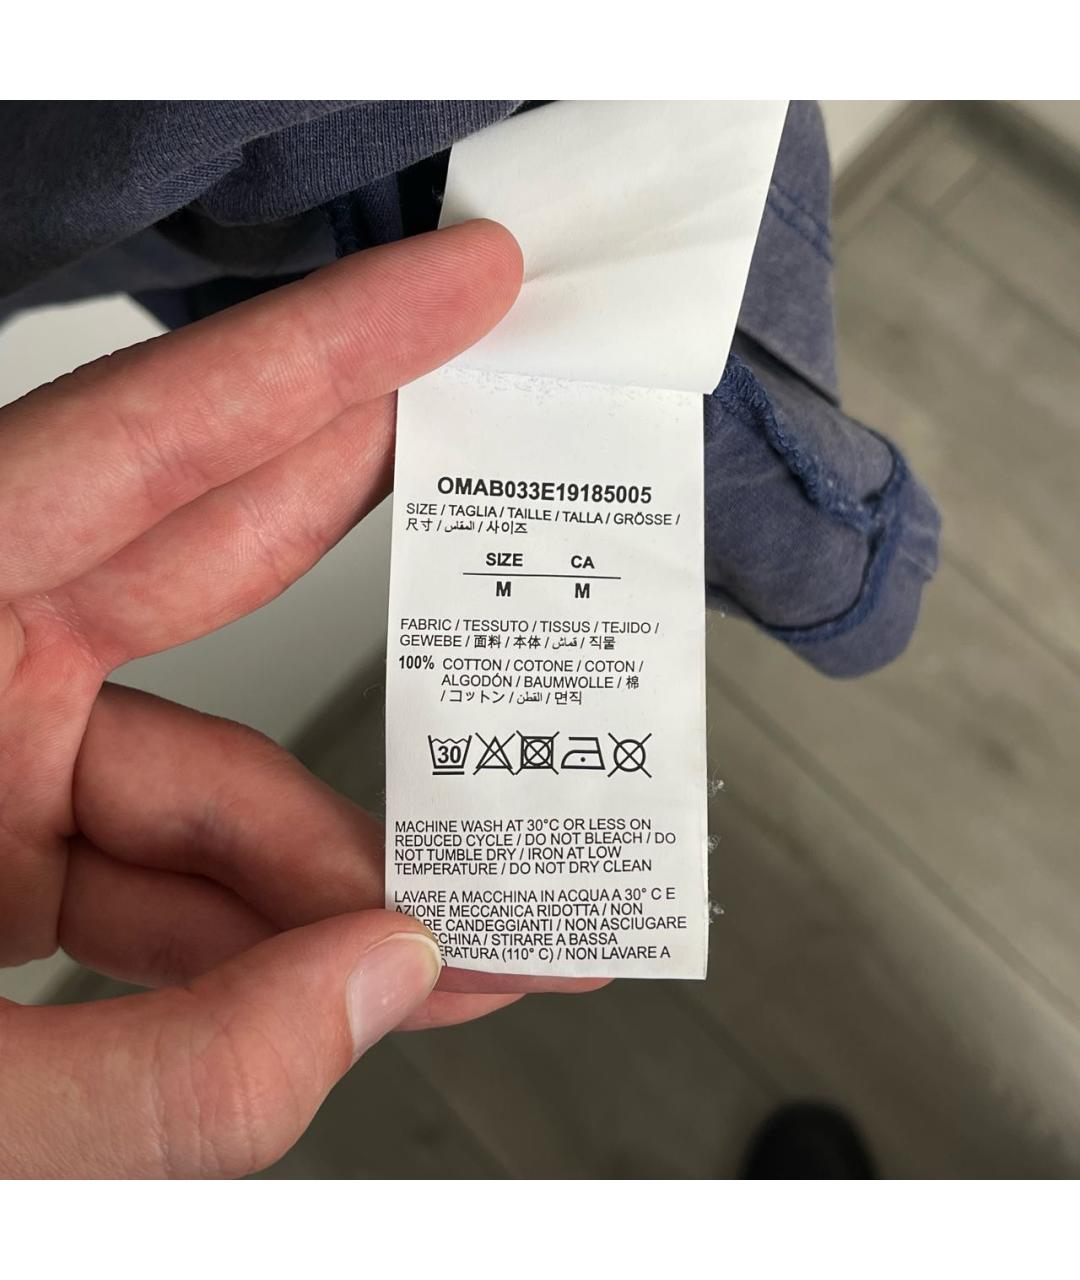 OMAB033E19185005
SIZE / TAGLIA / TAILLE / TALLA / GRÖSSE /
尺寸 / المقاس / 사이즈
SIZE CA
M M
FABRIC / TESSUTO / TISSUS / TEJIDO /
GEWEBE / 面料 / 本体 / قماش / 직물
100% COTTON / COTONE / COTON /
ALGODÓN / BAUMWOLLE / 棉
/ コットン / القطن / 면직
30
MACHINE WASH AT 30°C OR LESS ON
REDUCED CYCLE / DO NOT BLEACH / DO
NOT TUMBLE DRY / IRON AT LOW
TEMPERATURE / DO NOT DRY CLEAN
LAVARE A MACCHINA IN ACQUA A 30° C E
AZIONE MECCANICA RIDOTTA / NON
CANDEGGIANTI / NON ASCIUGARE
/ STIRARE A BASSA
(110° C) / NON LAVARE A